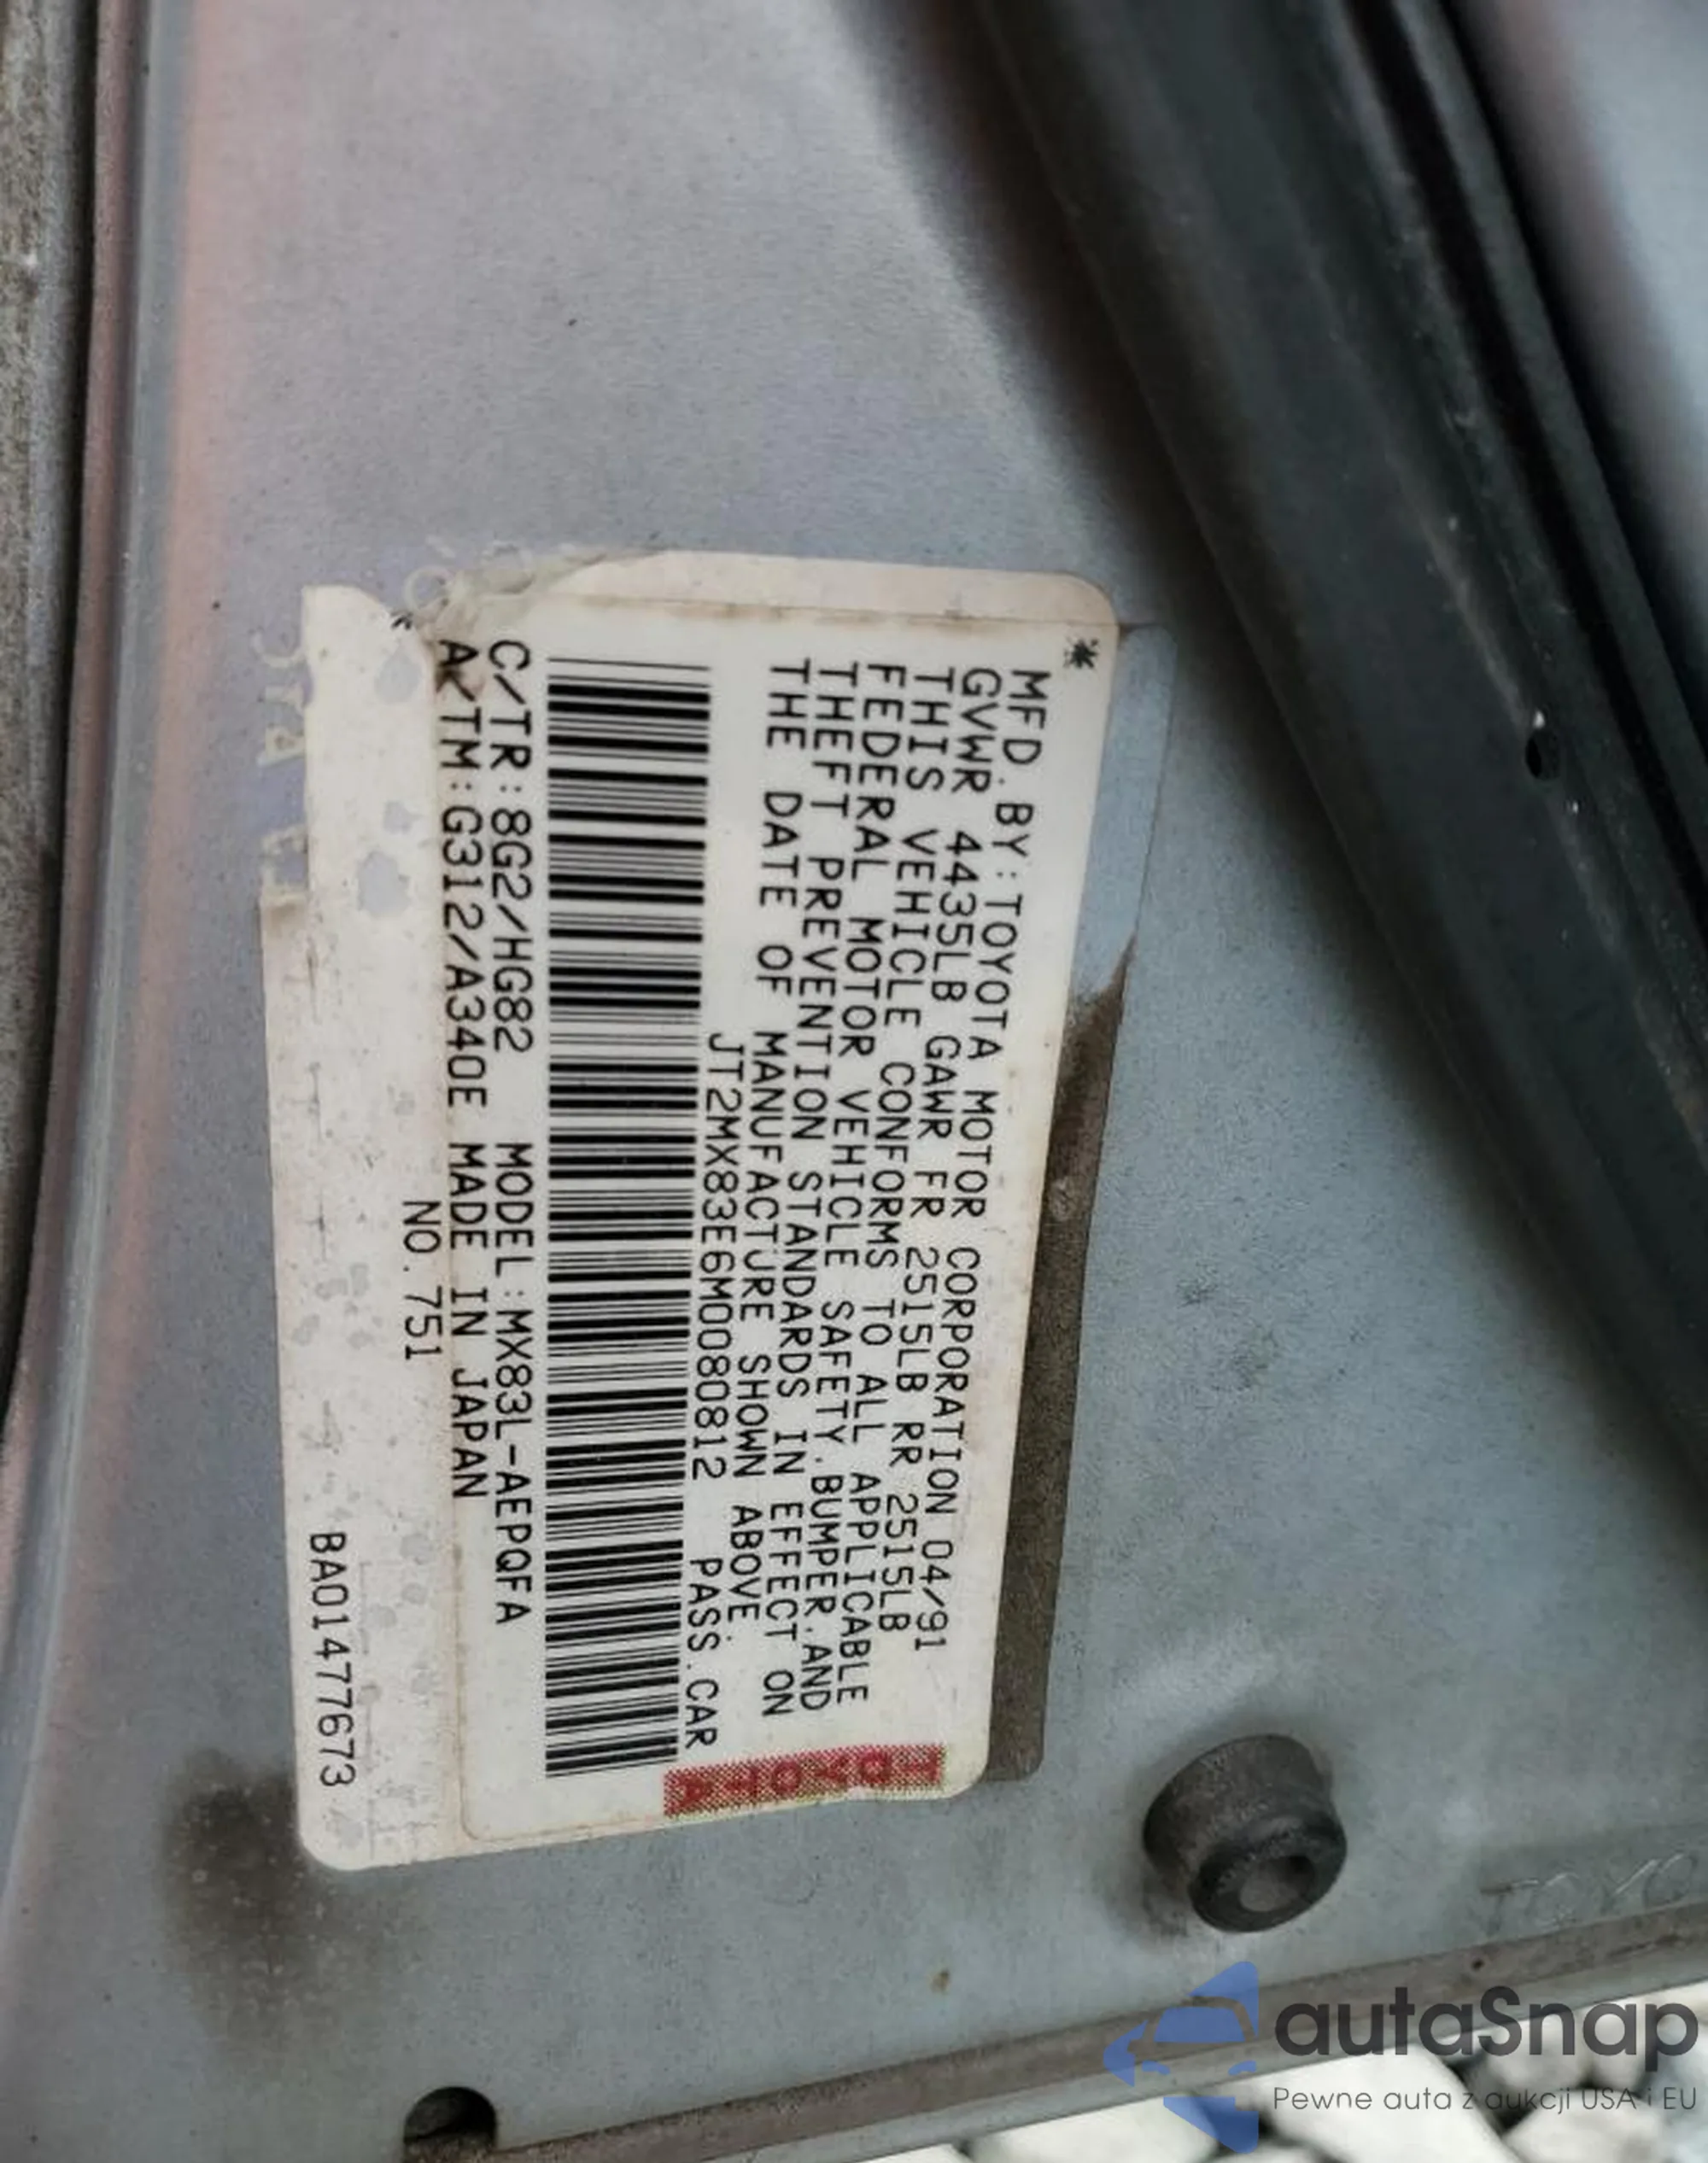 MFD.BY:TOYOTA MOTOR CORPORATION 04/91
GVWR 4435LB GAWR FR 2515LB RR 2515LB
THIS VEHICLE CONFORMS TO ALL APPLICABLE
FEDERAL MOTOR VEHICLE SAFETY.BUMPER.AND
THEFT PREVENTION STANDARDS IN EFFECT ON
THE DATE OF MANUFACTURE SHOWN ABOVE.
JT2MX83E6M0080812 PASS.CAR
C/TR:8G2/HG82 MODEL:MX83L-AEPQFA
A/TM:G312/A340E MADE IN JAPAN
NO.751
BA01477673
TOYOTA
autaSnap
Pewne auta z aukcji USA i EU